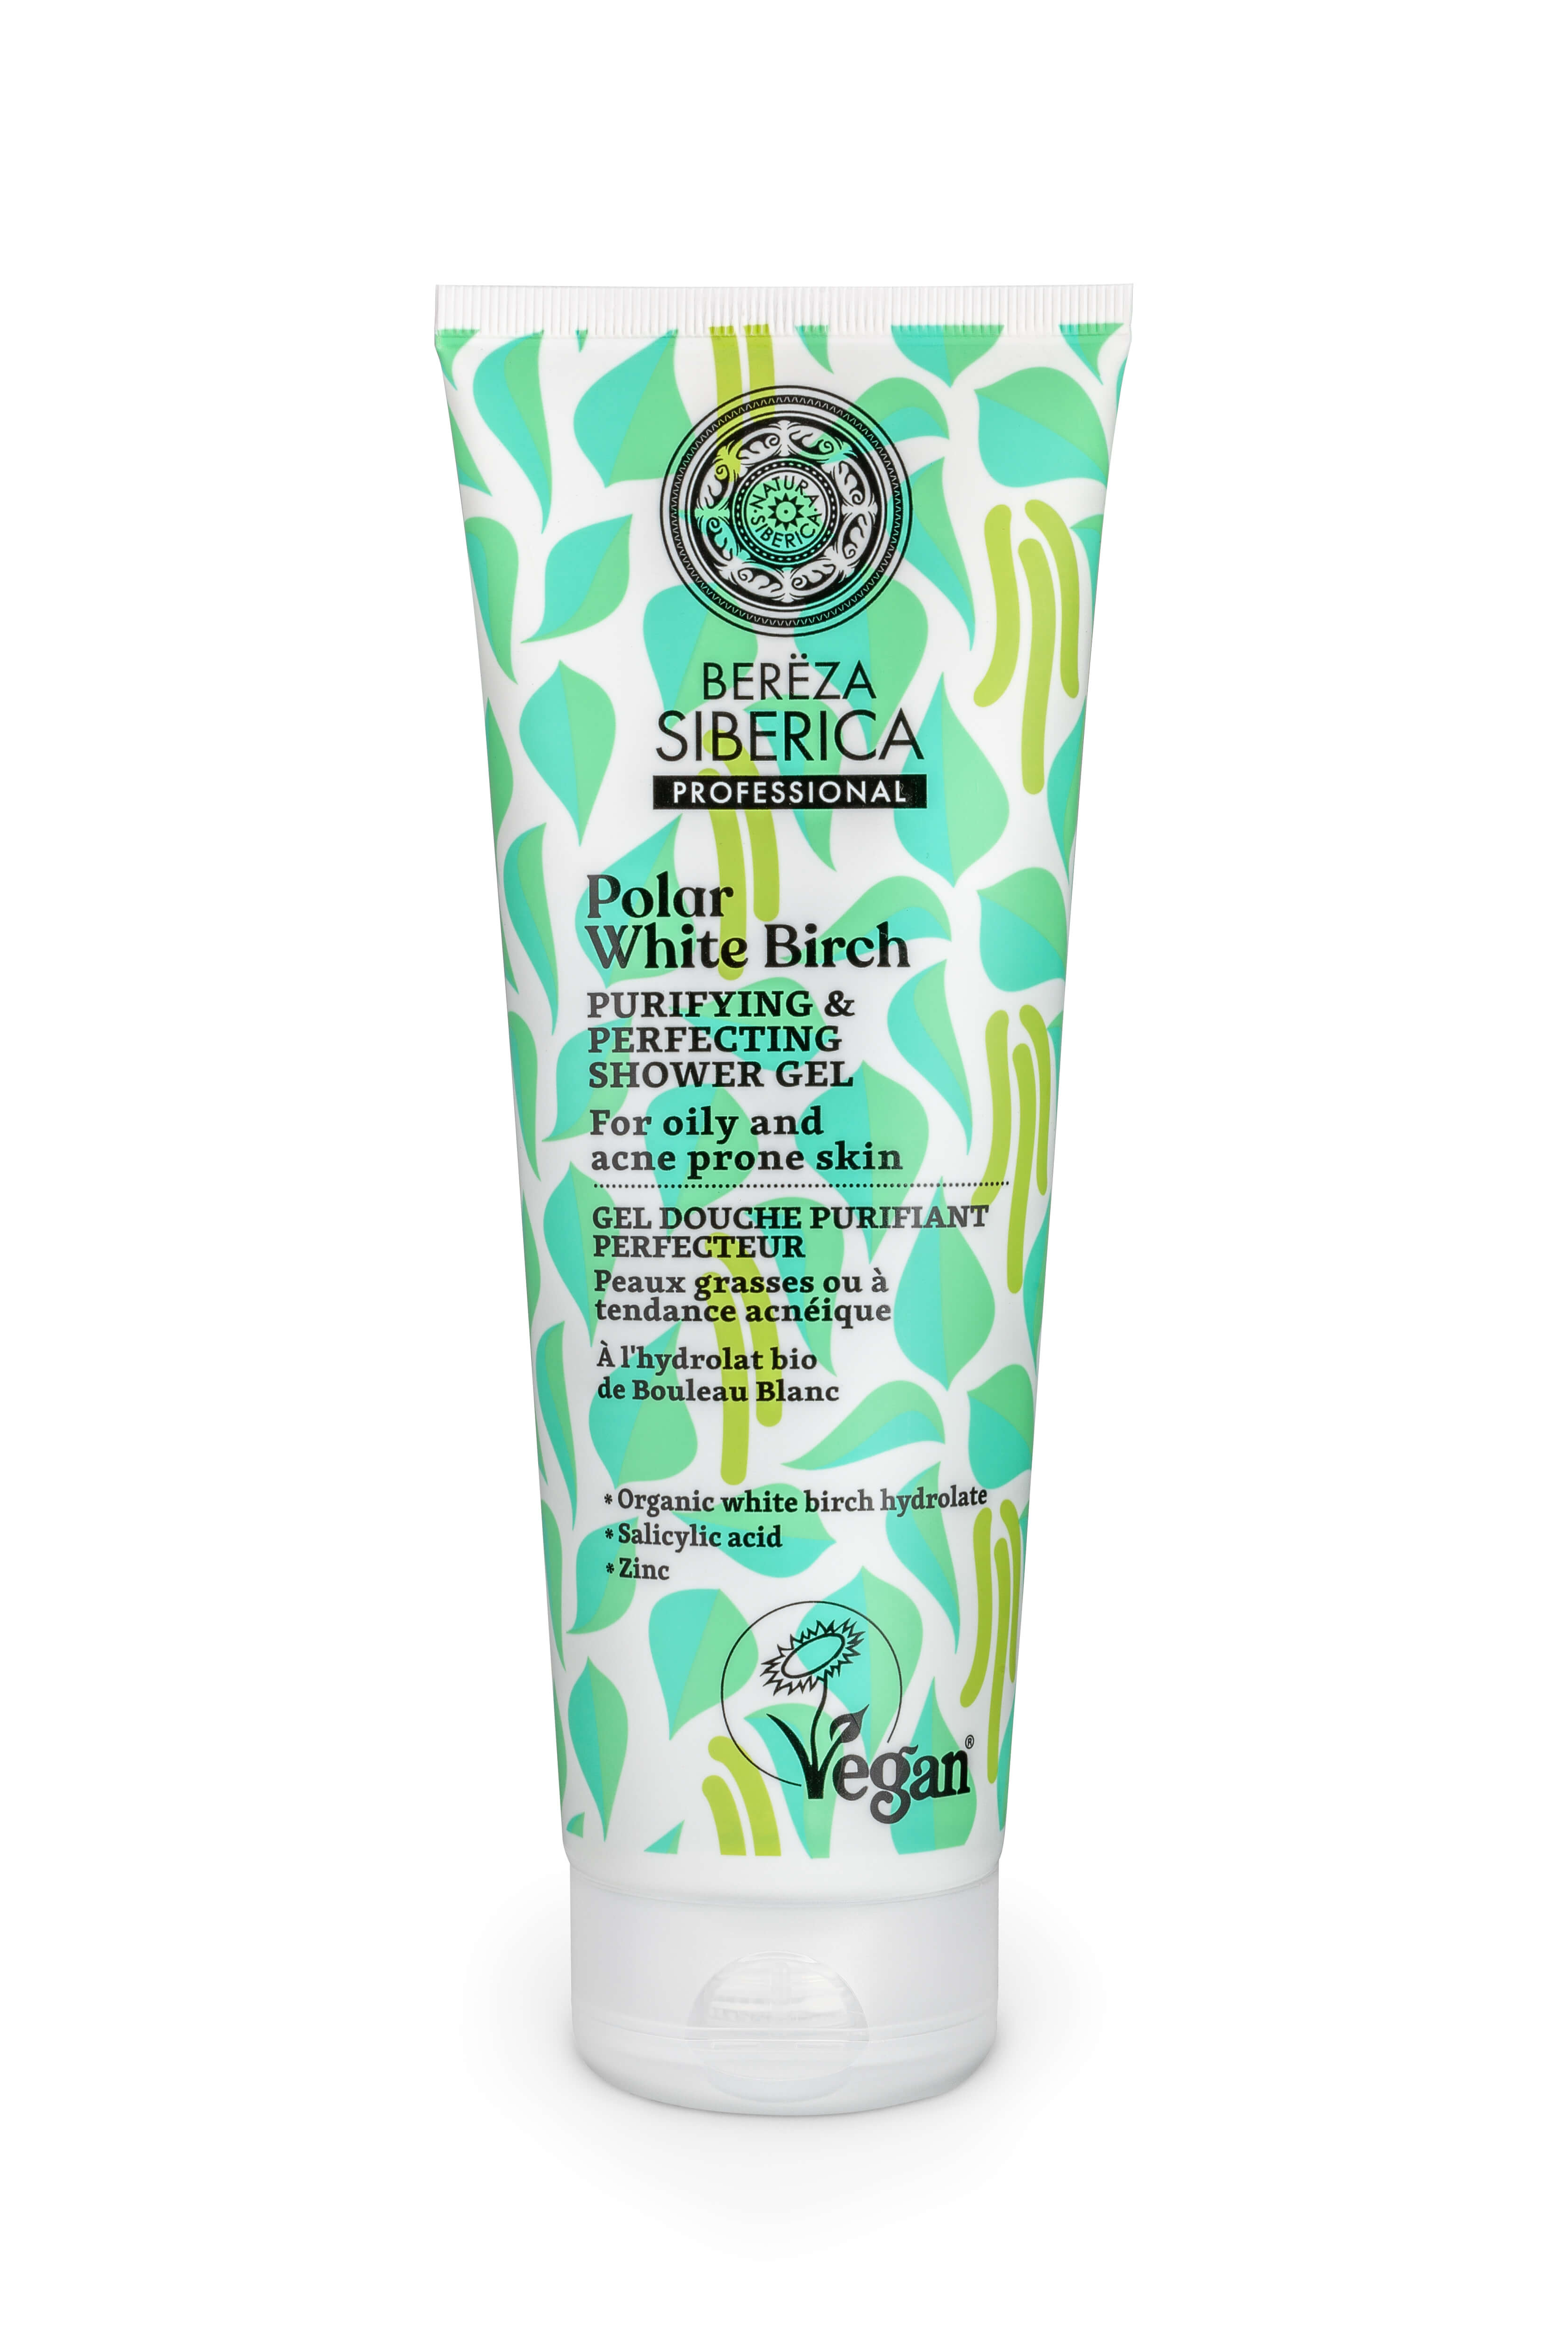 NATURA
SIBERICA
BERËZA
SIBERICA
PROFESSIONAL
Polar
White Birch
PURIFYING &
PERFECTING
SHOWER GEL
For oily and
acne prone skin
GEL DOUCHE PURIFIANT
PERFECTEUR
Peaux grasses ou à
tendance acnéique
À l'hydrolat bio
de Bouleau Blanc
* Organic white birch hydrolate
* Salicylic acid
* Zinc
Vegan®